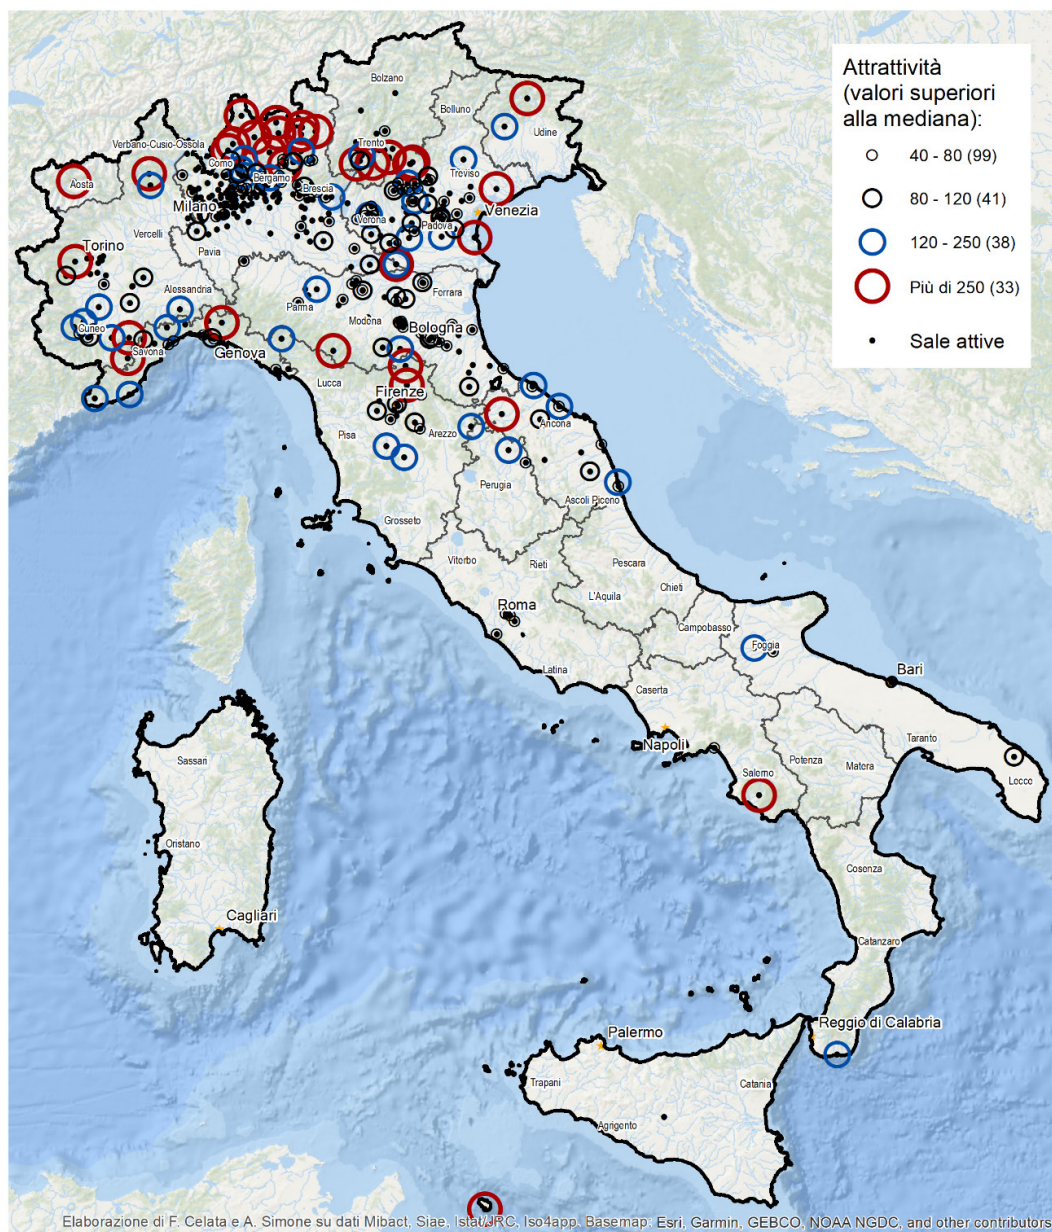 Attrattività
(valori superiori
alla mediana):
40 - 80 (99)
80 - 120 (41)
120 - 250 (38)
Più di 250 (33)
Sale attive
Bolzano
Bolluno
Udine
Verbano-Cusio-Ossola
Trento
Como
Aosta
Treviso
Bergamo
Brescia
Milano
Venezia
Verona
Padova
Vercelli
Torino
Pavia
Alessandria
Parma
Forrara
Modena
Cuneo
Bologna
Savona
Genova
Lucca
Firenze
Ancona
Pisa
Arezzo
Perugia
Ascoli Piceno
Grosseto
Viterbo
Rieti
Pescara
L'Aquila
Chieti
Roma
Campobasso
Foggia
Latina
Bari
Caserta
Napoli
Taranto
Potenza
Matera
Salerno
Lecco
Sassari
Oristano
Cosenza
Cagliari
Catanzaro
Reggio di Calabria
Palermo
Trapani
Catania
Agrigento
Elaborazione di F. Celata e A. Simone su dati Mibact, Siae, Istat/JRC, Iso4app. Basemap: Esri, Garmin, GEBCO, NOAA NGDC, and other contributors